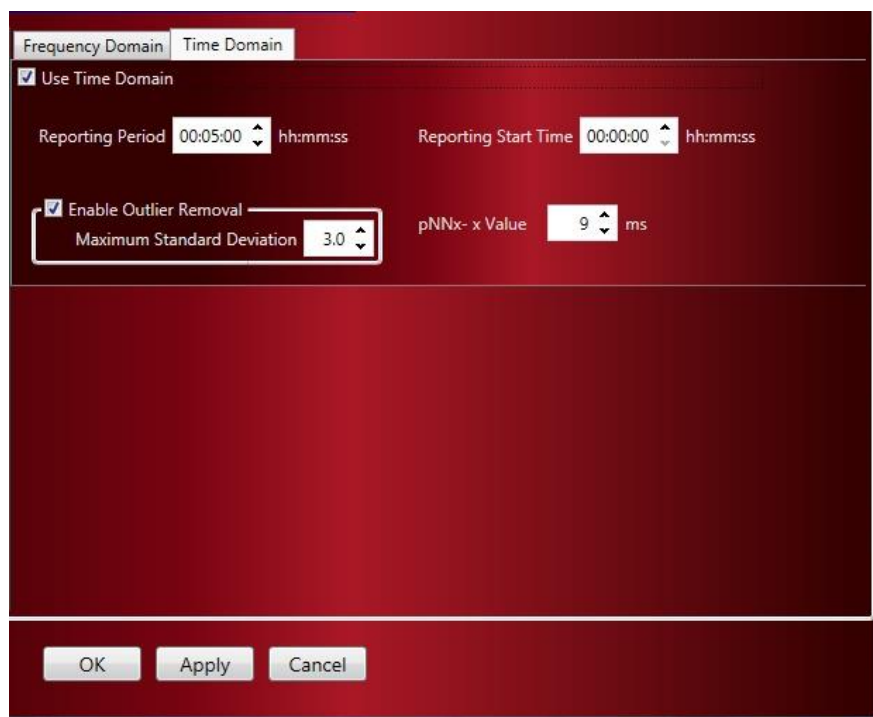 Frequency Domain Time Domain
Use Time Domain
Reporting Period 00:05:00 hh:mm:ss Reporting Start Time 00:00:00 hh:mm:ss
Enable Outlier Removal
Maximum Standard Deviation 3.0
pNNx- x Value 9 ms
OK Apply Cancel